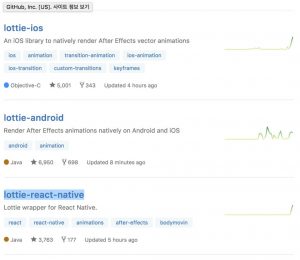 GitHub, Inc. [US], 사이트 정보 보기
lottie-ios
An iOS library to natively render After Effects vector animations
ios animation transition-animation ios-animation
ios-transition custom-transitions keyframes
Objective-C 5,001 343 Updated 4 hours ago
lottie-android
Render After Effects animations natively on Android and iOS
android animation
Java 6,950 698 Updated 8 minutes ago
lottie-react-native
Lottie wrapper for React Native.
react react-native animations after-effects bodymovin
Java 3,763 177 Updated 5 hours ago